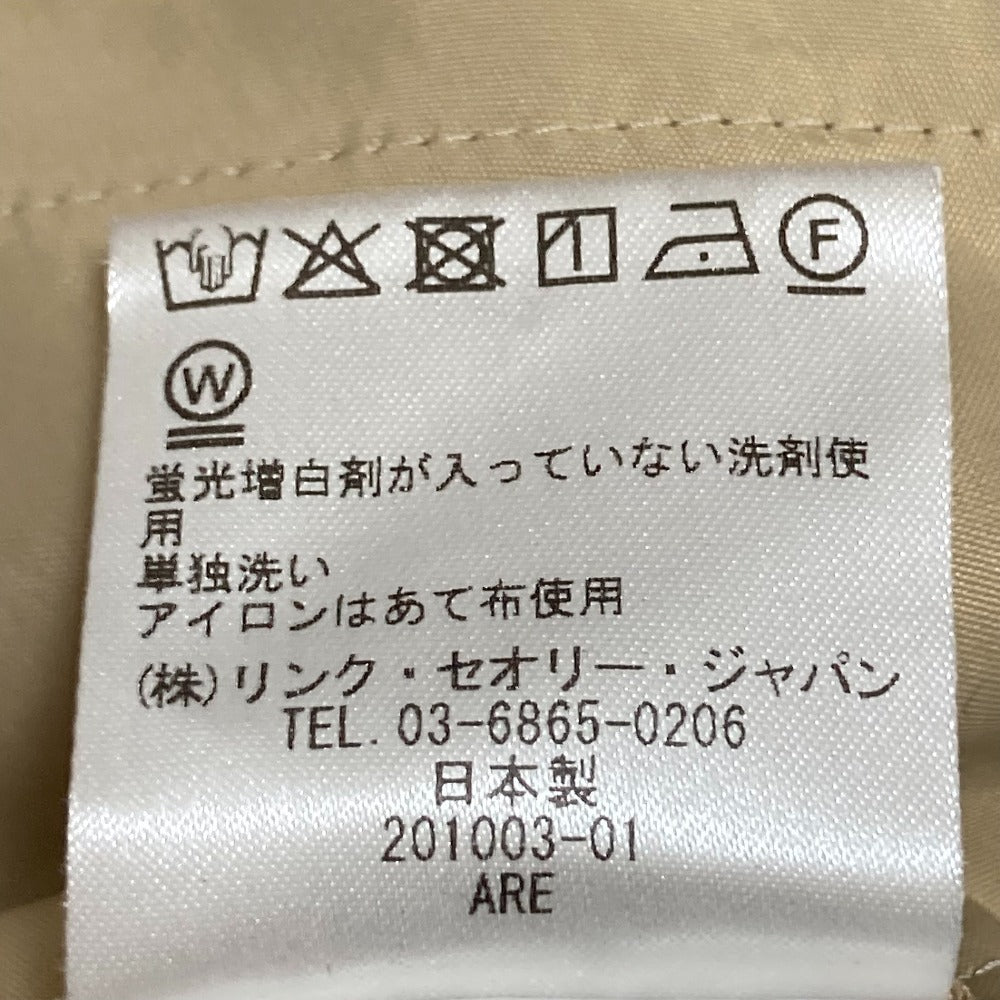 F
W
蛍光増白剤が入っていない洗剤使
用
単独洗い
アイロンはあて布使用
(株)リンク・セオリー・ジャパン
TEL. 03-6865-0206
日本製
201003-01
ARE